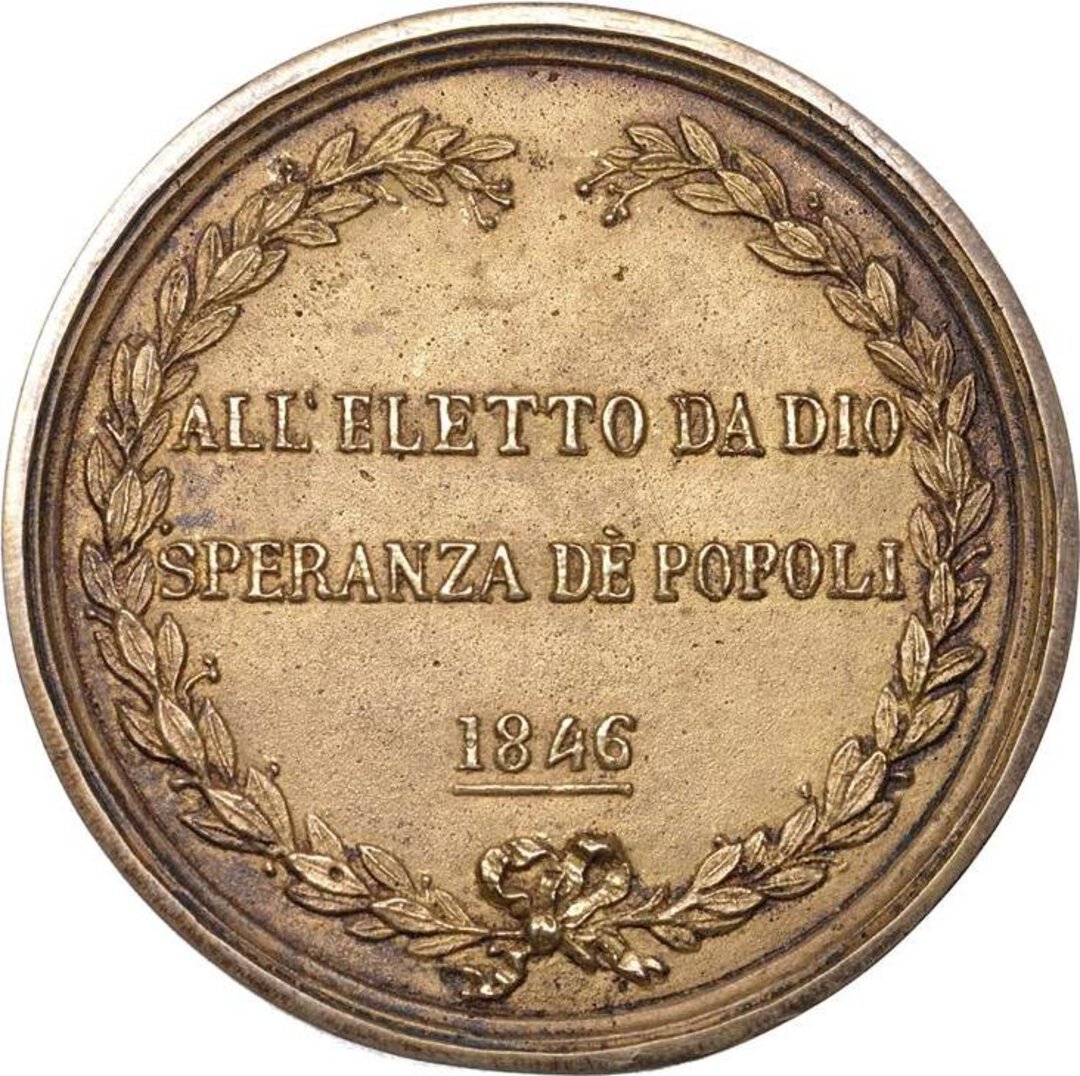 ALL' ELETTO DA DIO
SPERANZA DÈ POPOLI
1846